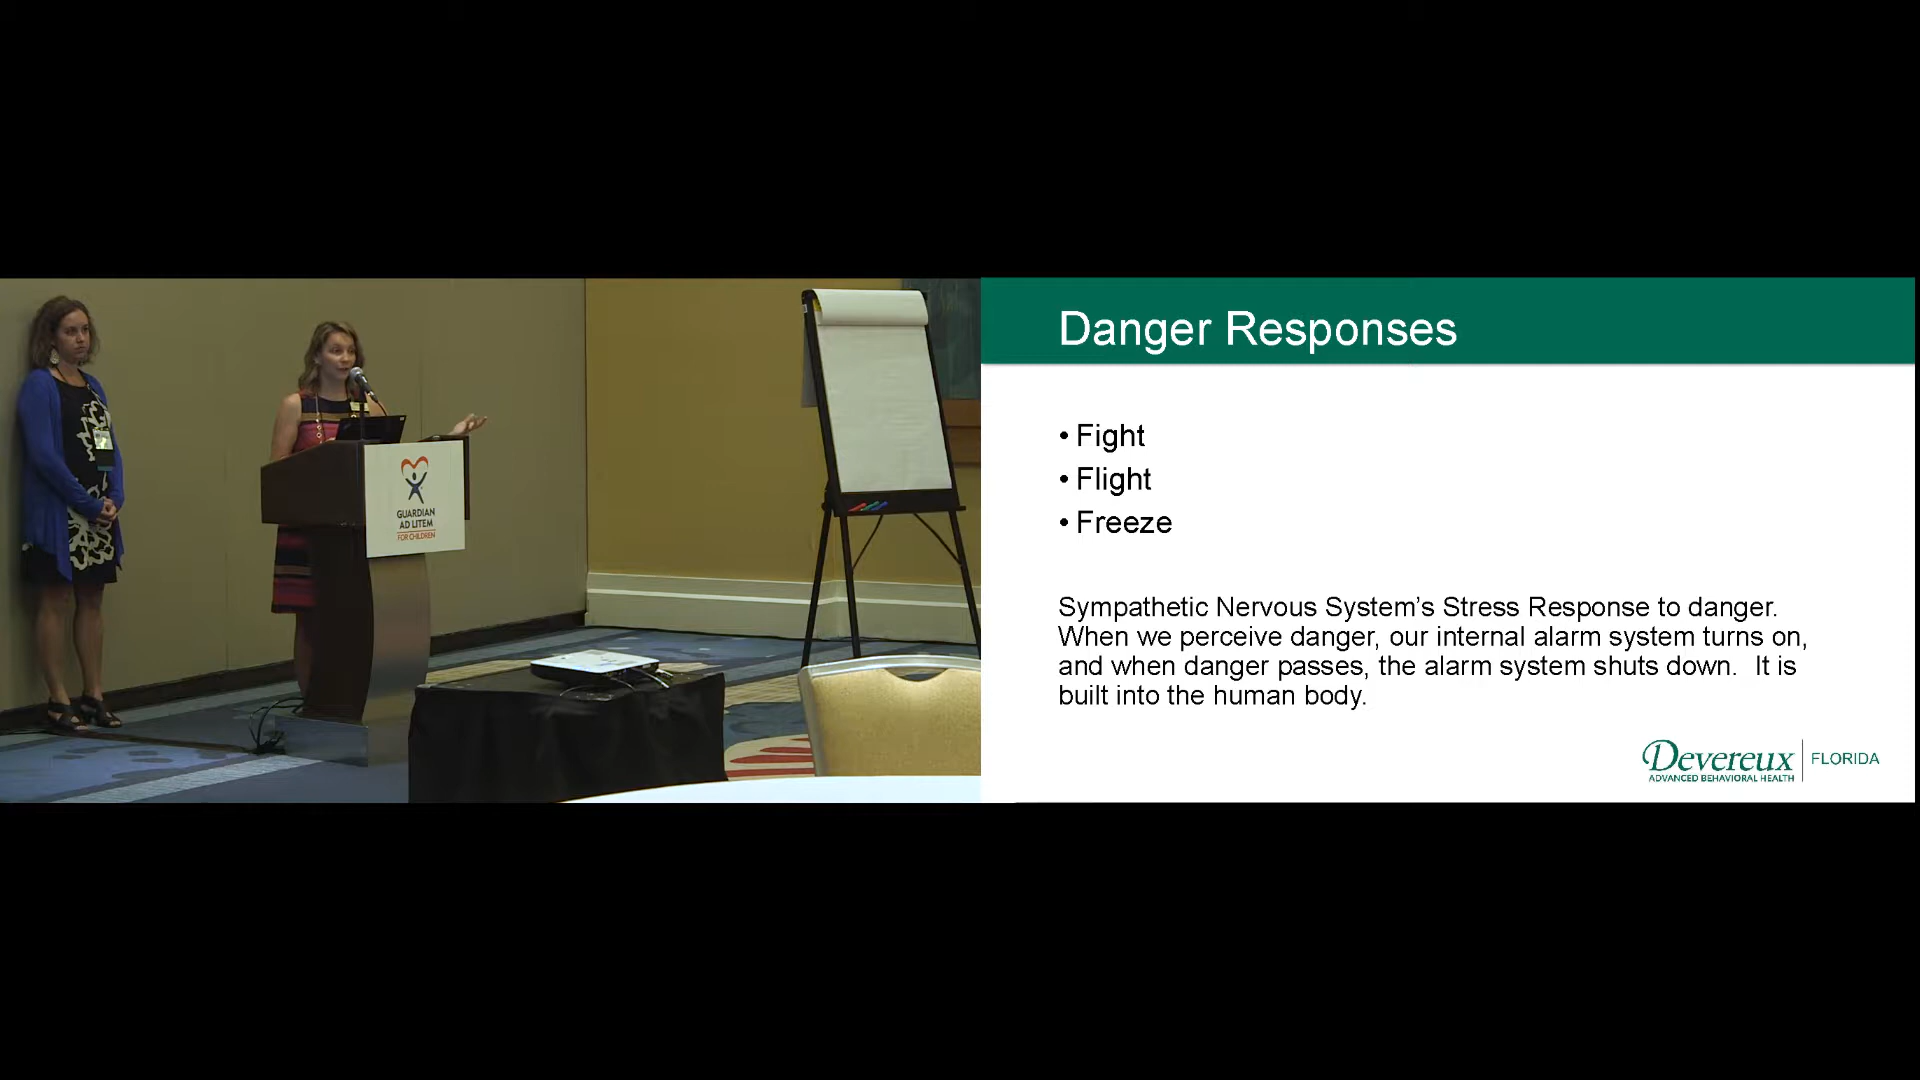 GUARDIAN
AD LITEM
FOR CHILDREN
Danger Responses
• Fight
• Flight
• Freeze
Sympathetic Nervous System’s Stress Response to danger.
When we perceive danger, our internal alarm system turns on,
and when danger passes, the alarm system shuts down.  It is
built into the human body.
Devereux
ADVANCED BEHAVIORAL HEALTH
FLORIDA